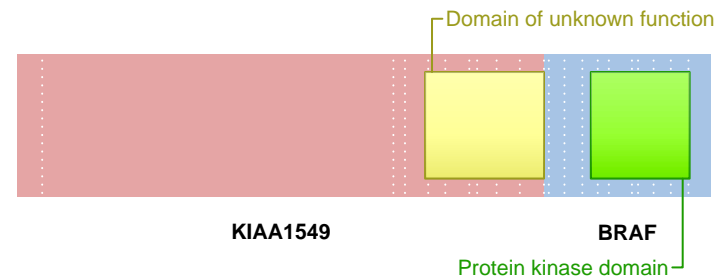 Domain of unknown function
KIAA1549
BRAF
Protein kinase domain